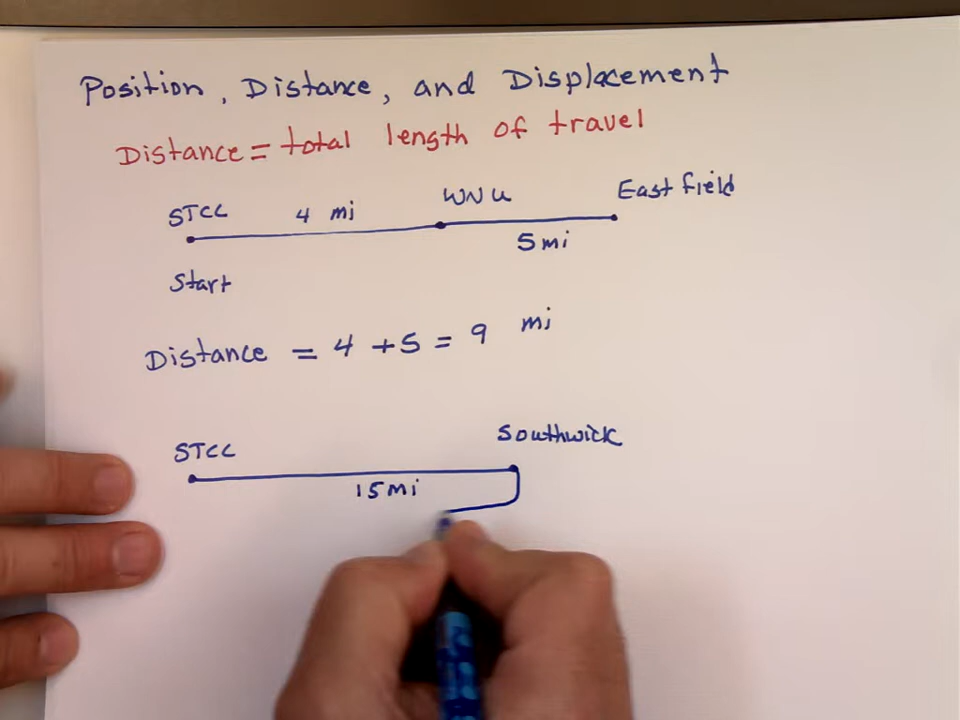 Position, Distance, and Displacement
Distance = total length of travel
STCC 4 mi WNU East field
5 mi
Start
Distance = 4 + 5 = 9 mi
STCC Southwick
15 mi